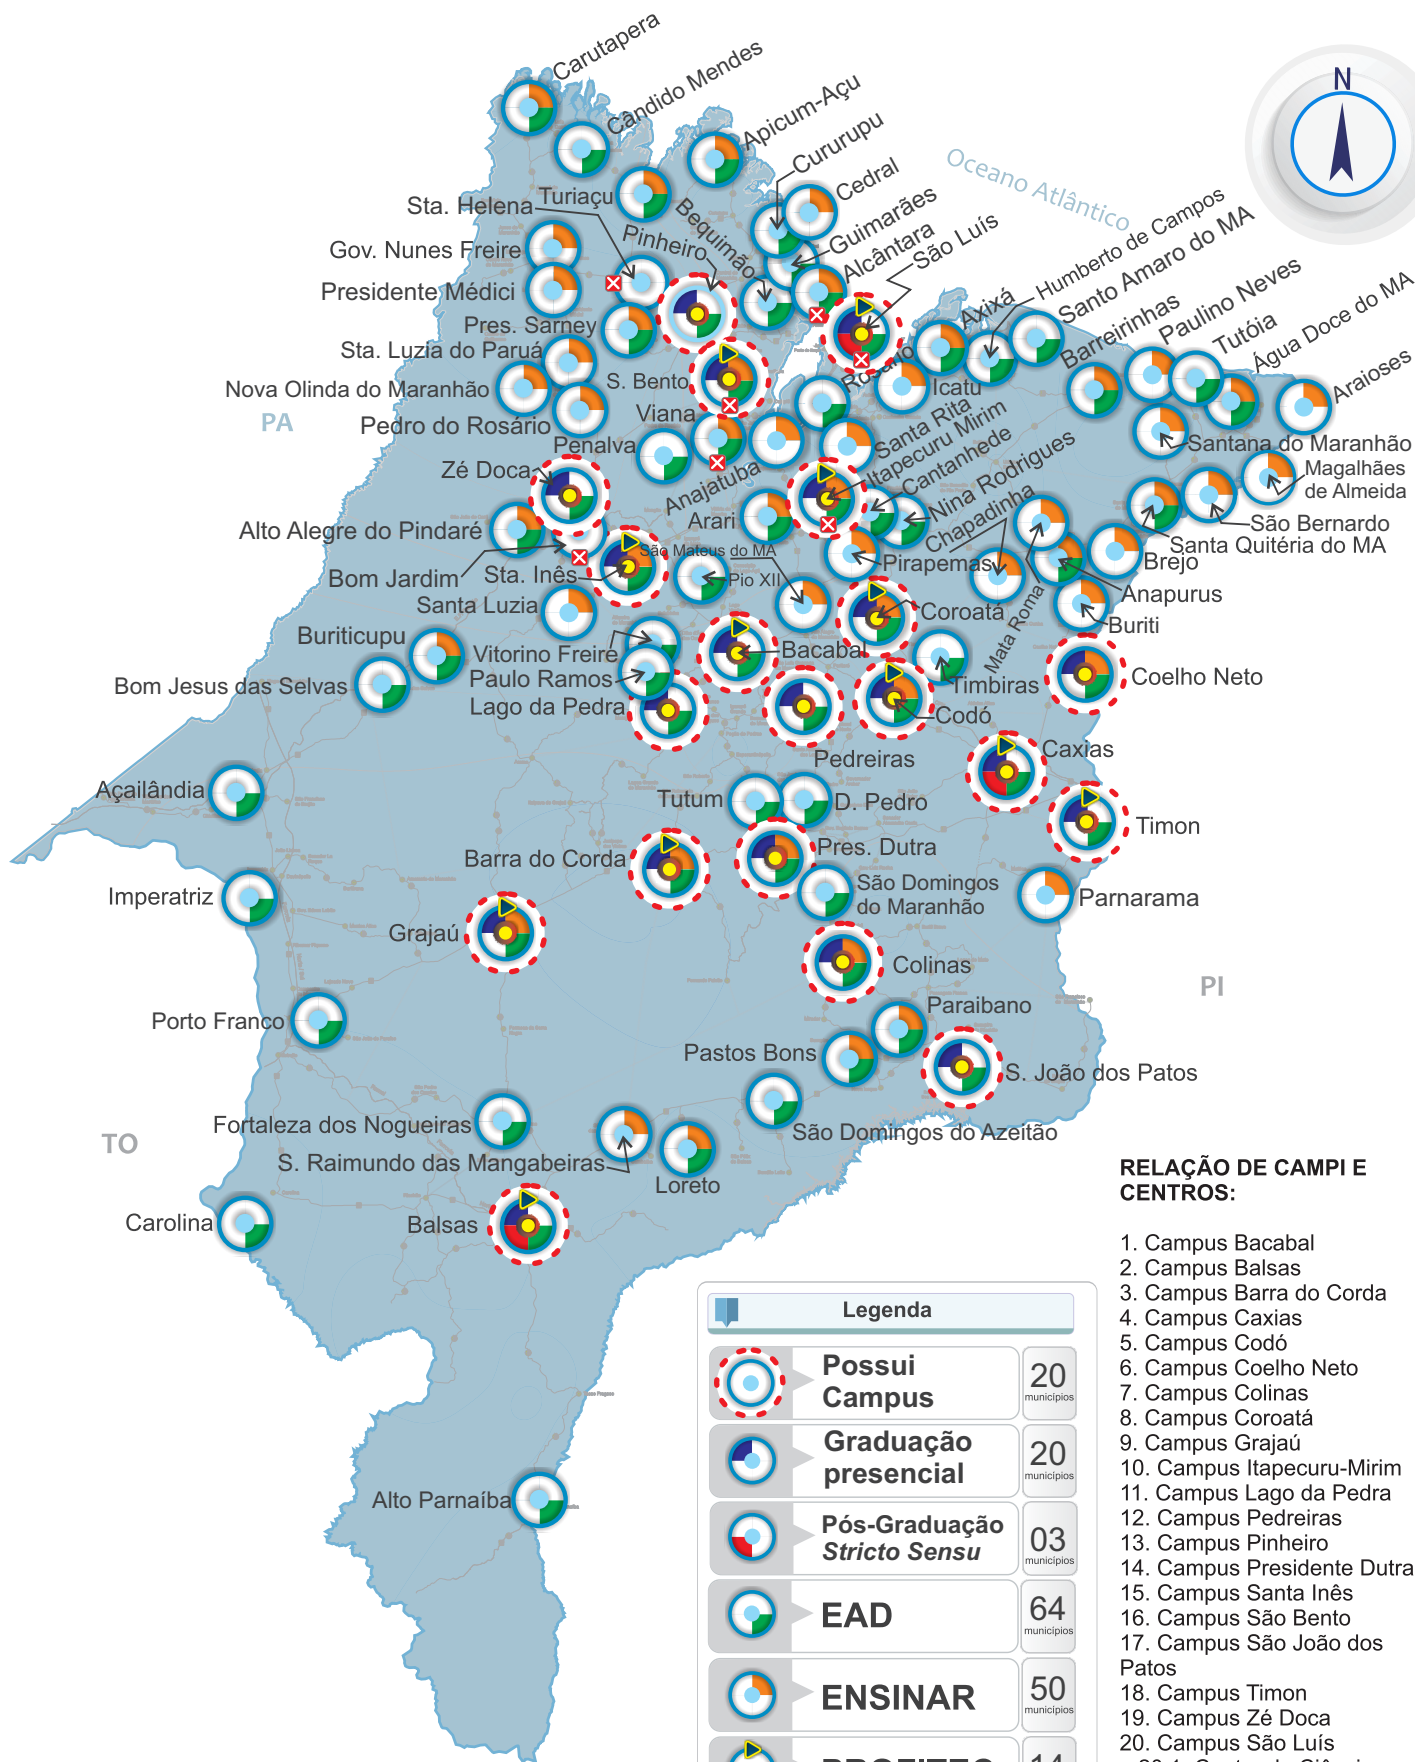 Carutapera
Cândido Mendes
Apicum-Açu
Cururupu
Cedral
Guimarães
Alcântara
São Luís
Oceano Atlântico
N
Humberto de Campos
Santo Amaro do MA
Axixá
Barreirinhas
Paulino Neves
Tutóia
Água Doce do MA
Araioses
Sta. Helena
Turiaçu
Bequimão
Pinheiro
Gov. Nunes Freire
Presidente Médici
Pres. Sarney
Sta. Luzia do Paruá
Nova Olinda do Maranhão
S. Bento
Rosário
Icatu
PA
Pedro do Rosário
Viana
Penalva
Santa Rita
Itapecuru Mirim
Cantanhede
Nina Rodrigues
Santana do Maranhão
Magalhães
de Almeida
Zé Doca
Anajatuba
Chapadinha
Arari
São Bernardo
Santa Quitéria do MA
Alto Alegre do Pindaré
Bom Jardim
Sta. Inês
São Mateus do MA
Pio XII
Pirapemas
Brejo
Anapurus
Mata Roma
Buriti
Santa Luzia
Coroatá
Buriticupu
Vitorino Freire
Bacabal
Paulo Ramos
Timbiras
Coelho Neto
Bom Jesus das Selvas
Lago da Pedra
Codó
Pedreiras
Caxias
Açailândia
Tutum
D. Pedro
Timon
Barra do Corda
Pres. Dutra
Imperatriz
São Domingos
do Maranhão
Parnarama
Grajaú
Colinas
PI
Porto Franco
Paraibano
Pastos Bons
S. João dos Patos
Fortaleza dos Nogueiras
São Domingos do Azeitão
TO
S. Raimundo das Mangabeiras
Loreto
Carolina
Balsas
Alto Parnaíba
Legenda
Possui
Campus
20
municípios
Graduação
presencial
20
municípios
Pós-Graduação
Stricto Sensu
03
municípios
EAD
64
municípios
ENSINAR
50
municípios
RELAÇÃO DE CAMPI E
CENTROS:
1. Campus Bacabal
2. Campus Balsas
3. Campus Barra do Corda
4. Campus Caxias
5. Campus Codó
6. Campus Coelho Neto
7. Campus Colinas
8. Campus Coroatá
9. Campus Grajaú
10. Campus Itapecuru-Mirim
11. Campus Lago da Pedra
12. Campus Pedreiras
13. Campus Pinheiro
14. Campus Presidente Dutra
15. Campus Santa Inês
16. Campus São Bento
17. Campus São João dos
Patos
18. Campus Timon
19. Campus Zé Doca
20. Campus São Luís